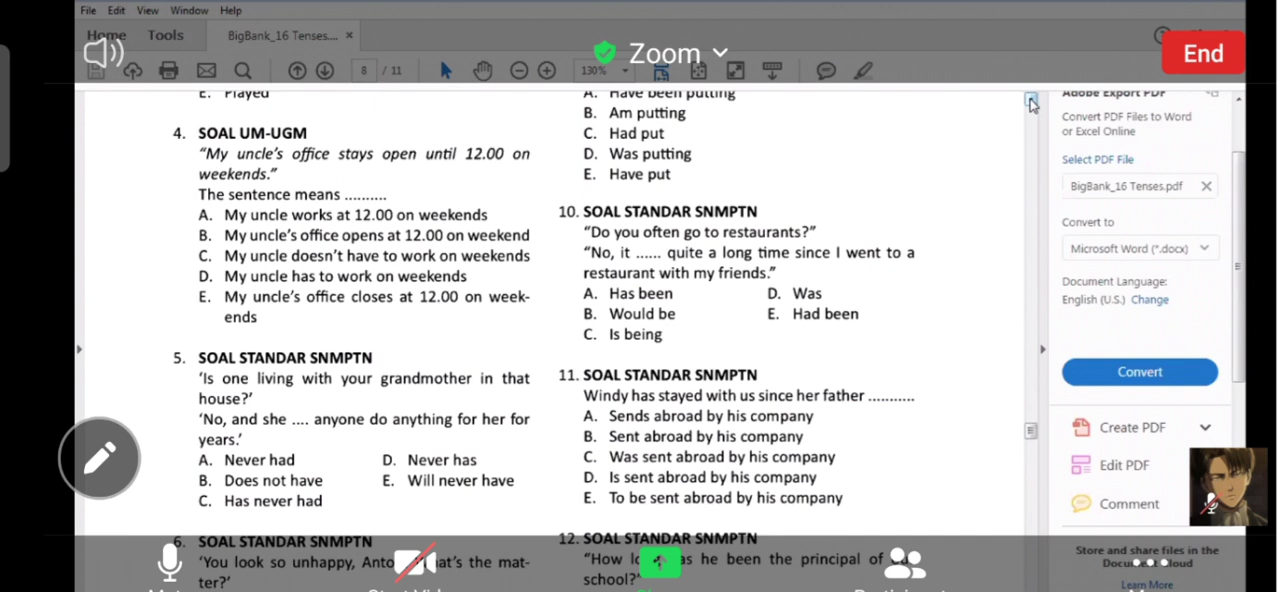 File Edit View Window Help
Home Tools BigBank_16 Tenses.... ×
Zoom
End
8 / 11
130%
E. Played
4. SOAL UM-UGM
“My uncle’s office stays open until 12.00 on
weekends.”
The sentence means ..........
A. My uncle works at 12.00 on weekends
B. My uncle’s office opens at 12.00 on weekend
C. My uncle doesn’t have to work on weekends
D. My uncle has to work on weekends
E. My uncle’s office closes at 12.00 on week-
ends
5. SOAL STANDAR SNMPTN
‘Is one living with your grandmother in that
house?’
‘No, and she .... anyone do anything for her for
years.’
A. Never had D. Never has
B. Does not have E. Will never have
C. Has never had
6. SOAL STANDAR SNMPTN
‘You look so unhappy, Anto the mat-
ter?’
A. Have been putting
B. Am putting
C. Had put
D. Was putting
E. Have put
10. SOAL STANDAR SNMPTN
“Do you often go to restaurants?”
“No, it ...... quite a long time since I went to a
restaurant with my friends.”
A. Has been D. Was
B. Would be E. Had been
C. Is being
11. SOAL STANDAR SNMPTN
Windy has stayed with us since her father ...........
A. Sends abroad by his company
B. Sent abroad by his company
C. Was sent abroad by his company
D. Is sent abroad by his company
E. To be sent abroad by his company
12. SOAL STANDAR SNMPTN
“How as he been the principal of
school?”
Adobe Export PDF
Convert PDF Files to Word
or Excel Online
Select PDF File
BigBank_16 Tenses.pdf ×
Convert to
Microsoft Word (*.docx)
Document Language:
English (U.S.) Change
Convert
Create PDF
Edit PDF
Comment
Store and share files in the
Document Cloud
Learn More